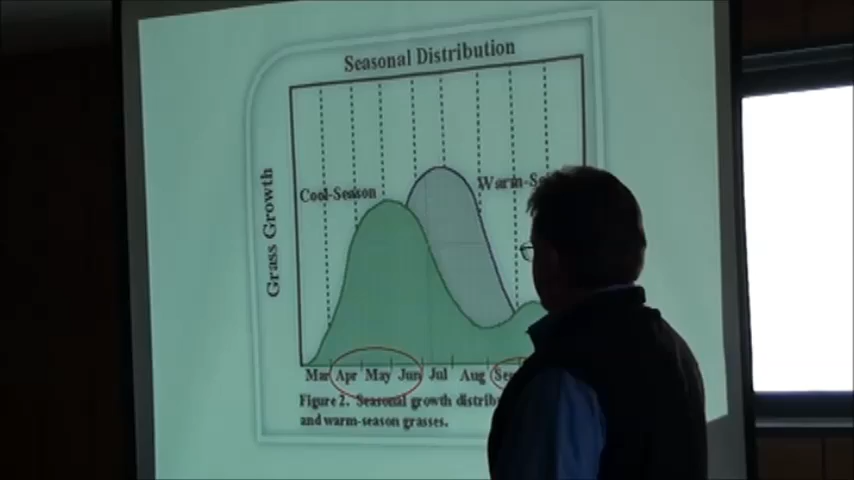 Seasonal Distribution
Cool-Season
Grass Growth
Mar Apr May Jun Jul Aug
Figure 2. Seasonal growth
and warm-season grasses.